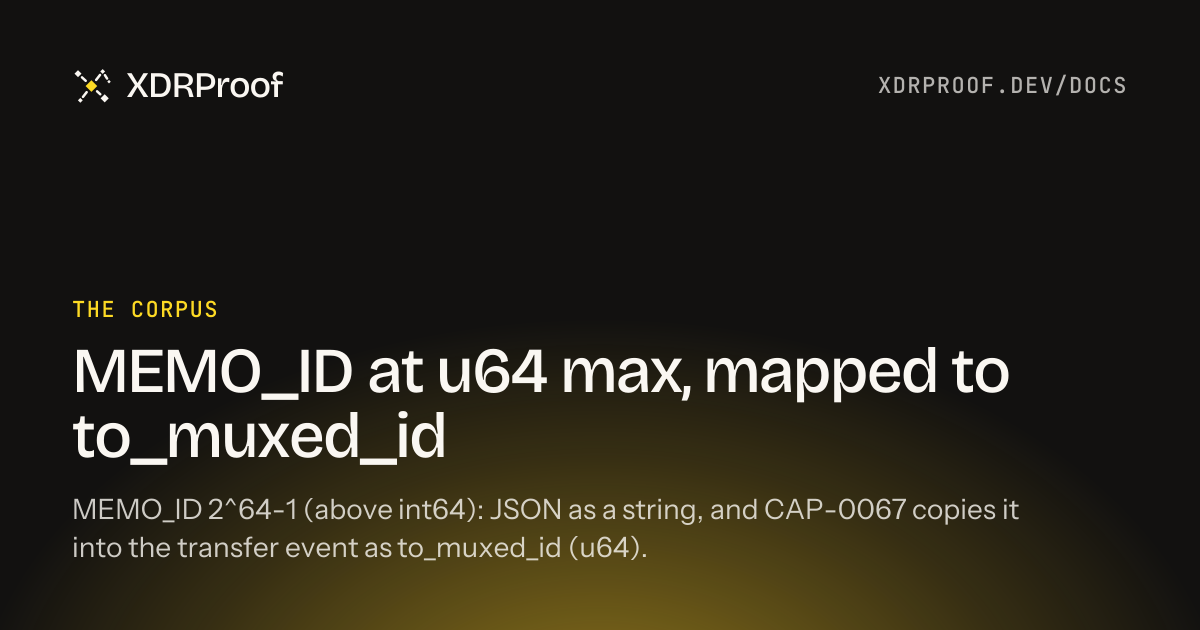 XDRProof
XDRPROOF.DEV/DOCS
THE CORPUS
MEMO_ID at u64 max, mapped to
to_muxed_id
MEMO_ID 2^64-1 (above int64): JSON as a string, and CAP-0067 copies it
into the transfer event as to_muxed_id (u64).